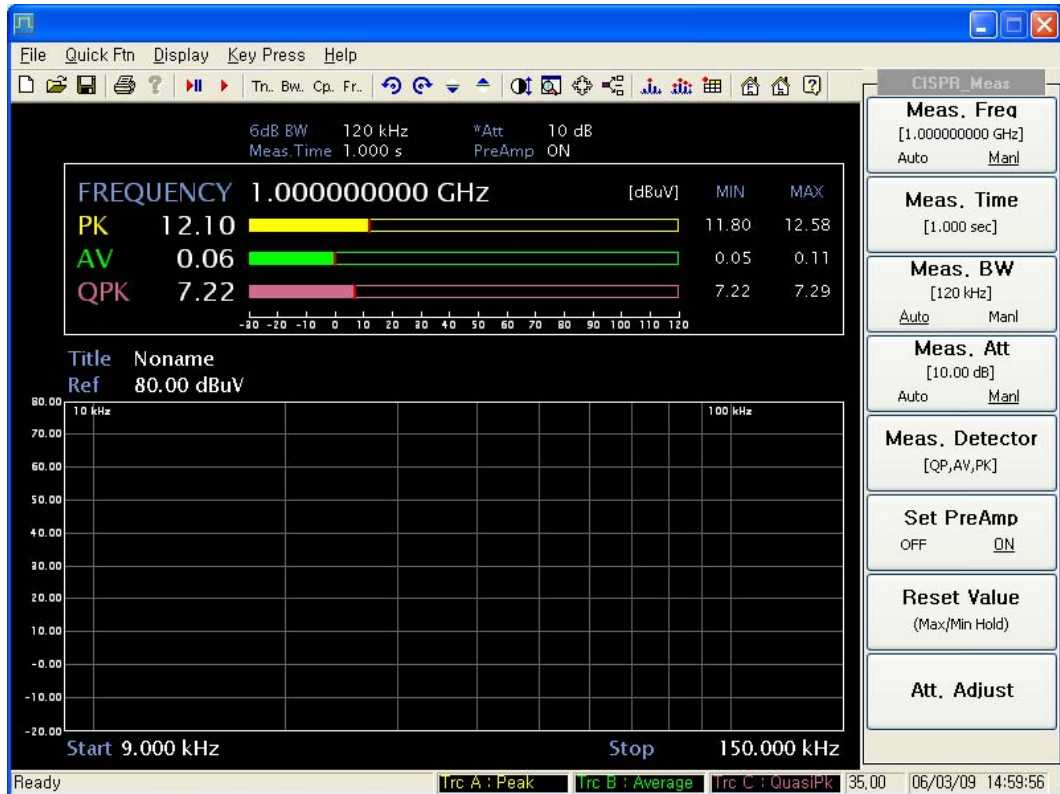 File Quick Ftn Display Key Press Help
Tn.. Bw.. Cp.. Fr..
6dB BW 120 kHz *Att 10 dB
Meas.Time 1.000 s PreAmp ON
FREQUENCY 1.000000000 GHz [dBuV] MIN MAX
PK 12.10 11.80 12.58
AV 0.06 0.05 0.11
QPK 7.22 7.22 7.29
-30 -20 -10 0 10 20 30 40 50 60 70 80 90 100 110 120
Title Noname
Ref 80.00 dBuV
80.00 10 kHz 100 kHz
70.00
60.00
50.00
40.00
30.00
20.00
10.00
-0.00
-10.00
-20.00
Start 9.000 kHz Stop 150.000 kHz
CISPR_Meas
Meas. Freq
[1.000000000 GHz]
Auto Manl
Meas. Time
[1.000 sec]
Meas. BW
[120 kHz]
Auto Manl
Meas. Att
[10.00 dB]
Auto Manl
Meas. Detector
[QP,AV,PK]
Set PreAmp
OFF ON
Reset Value
(Max/Min Hold)
Att. Adjust
Ready Trc A : Peak Trc B : Average Trc C : QuasiPk 35,00 06/03/09 14:59:56